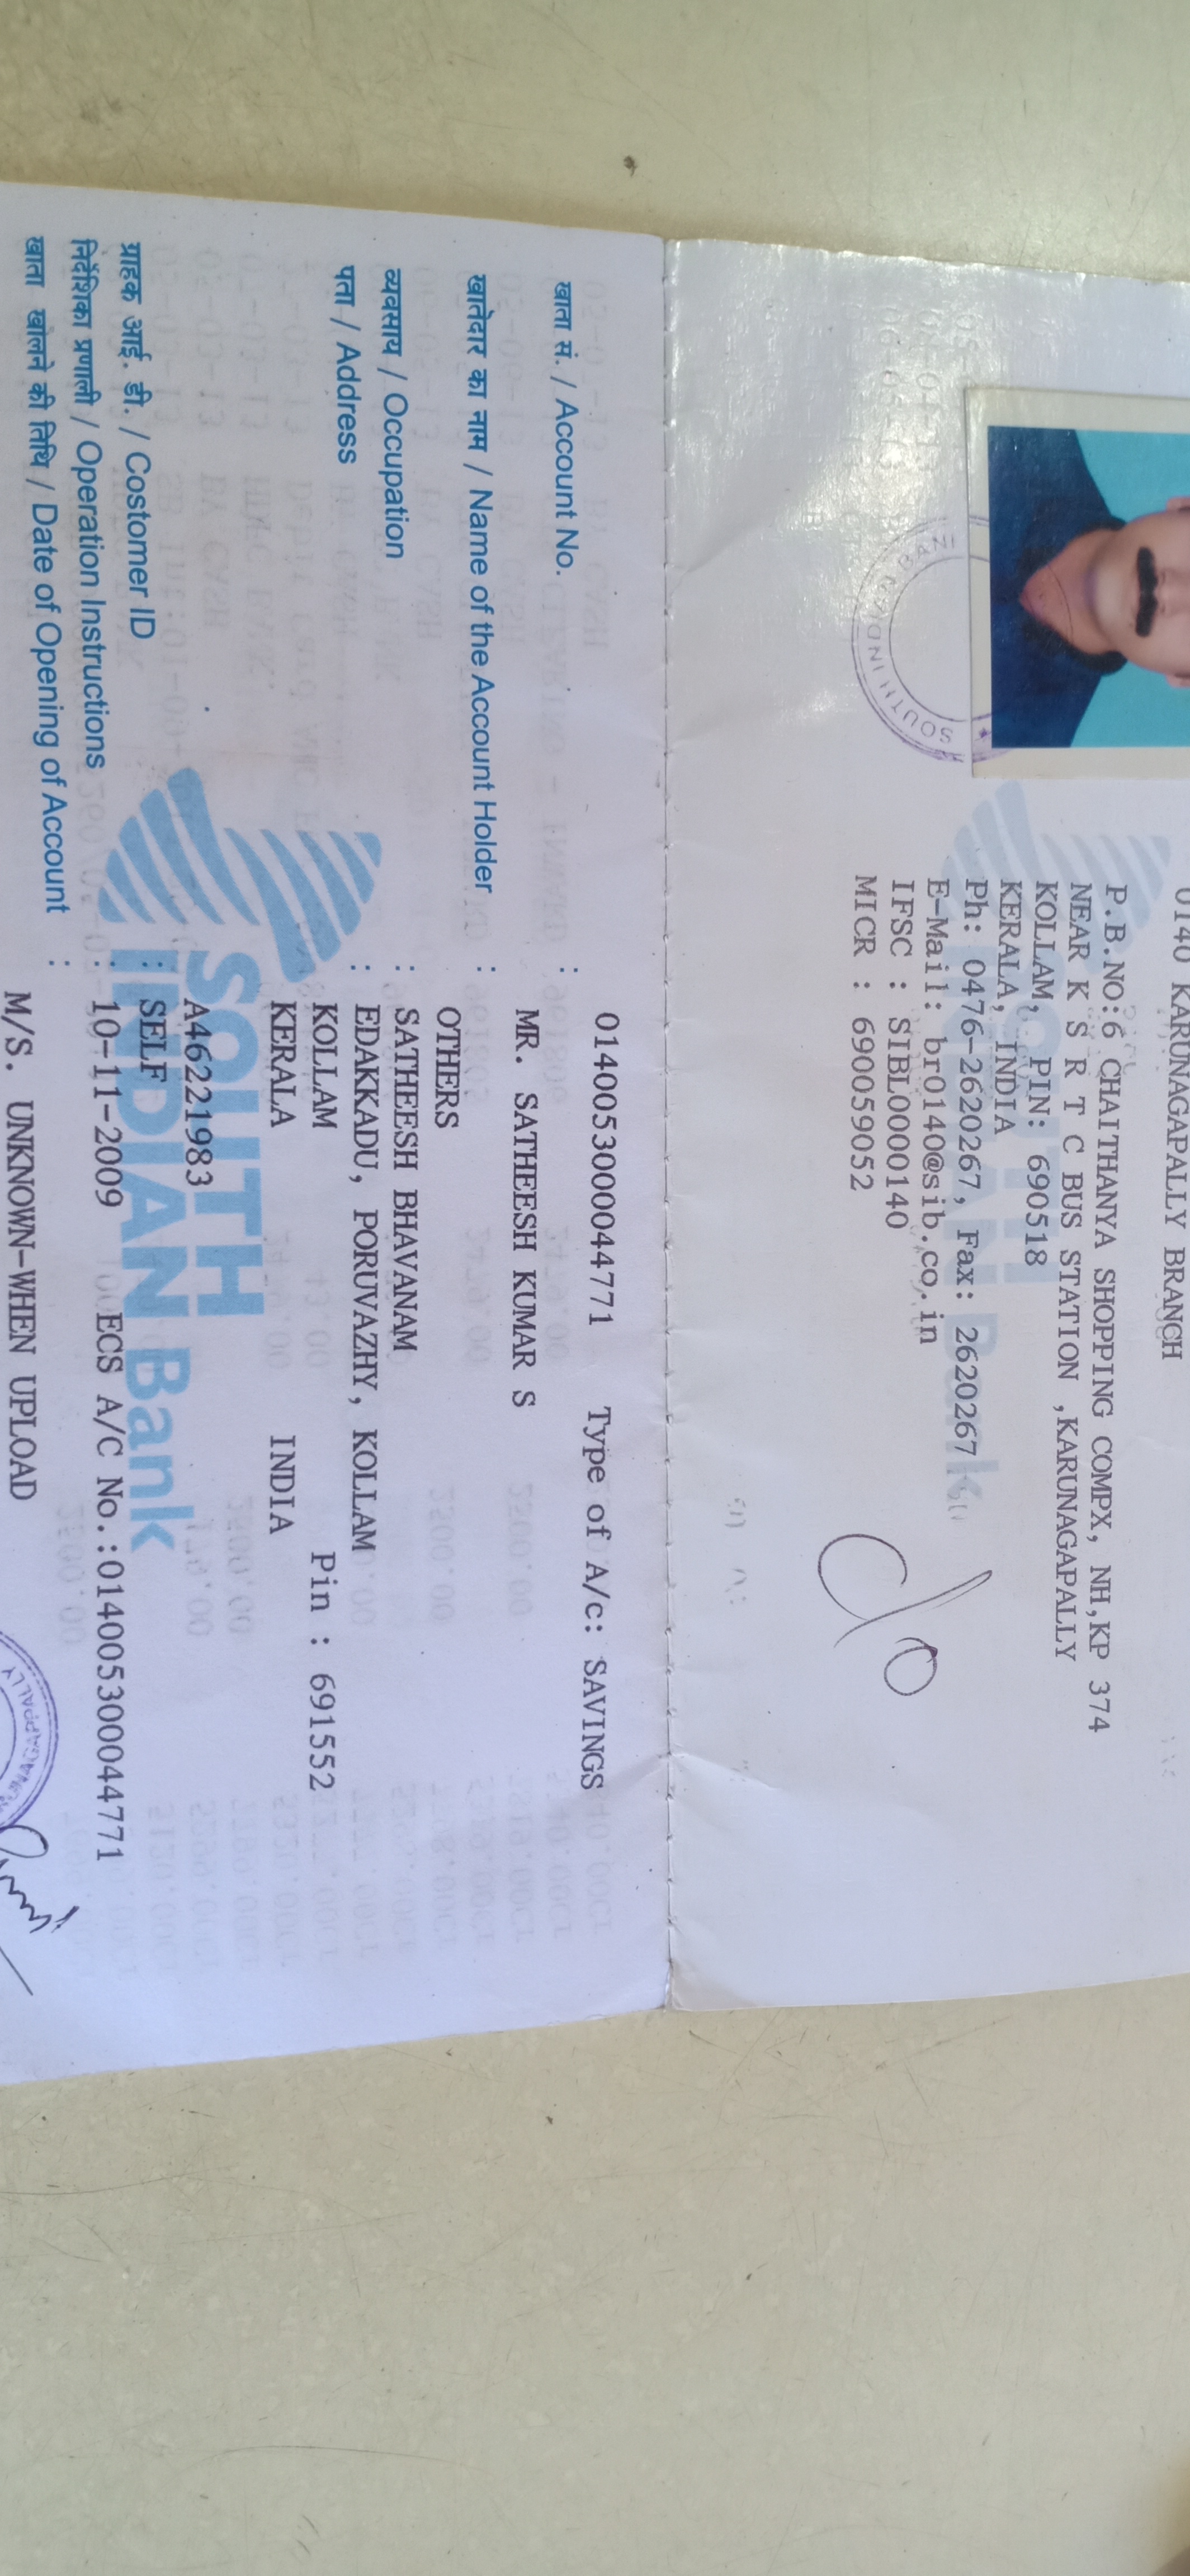 0140 KARUNAGAPALLY BRANCH
P.B.NO:6 CHAITHANYA SHOPPING COMPX, NH,KP 374
NEAR K S R T C BUS STATION ,KARUNAGAPALLY
KOLLAM, PIN: 690518
KERALA, INDIA
Ph: 0476-2620267, Fax: 2620267
E-Mail: br0140@sib.co.in
IFSC : SIBL0000140
MICR : 690059052
SOUTH INDIAN BANK
खाता सं. / Account No. : 0140053000044771 Type of A/c: SAVINGS
खातेदार का नाम / Name of the Account Holder : MR. SATHEESH KUMAR S
व्यवसाय / Occupation : OTHERS
पता / Address : SATHEESH BHAVANAM
EDAKKADU, PORUVAZHY, KOLLAM
KOLLAM Pin : 691552
KERALA INDIA
ग्राहक आई. डी. / Costomer ID : A46221983
निर्देशिका प्रणाली / Operation Instructions : SELF
खाता खोलने की तिथि / Date of Opening of Account : 10-11-2009 ECS A/C No.:0140053000044771
M/S. UNKNOWN-WHEN UPLOAD
SOUTH
INDIAN Bank